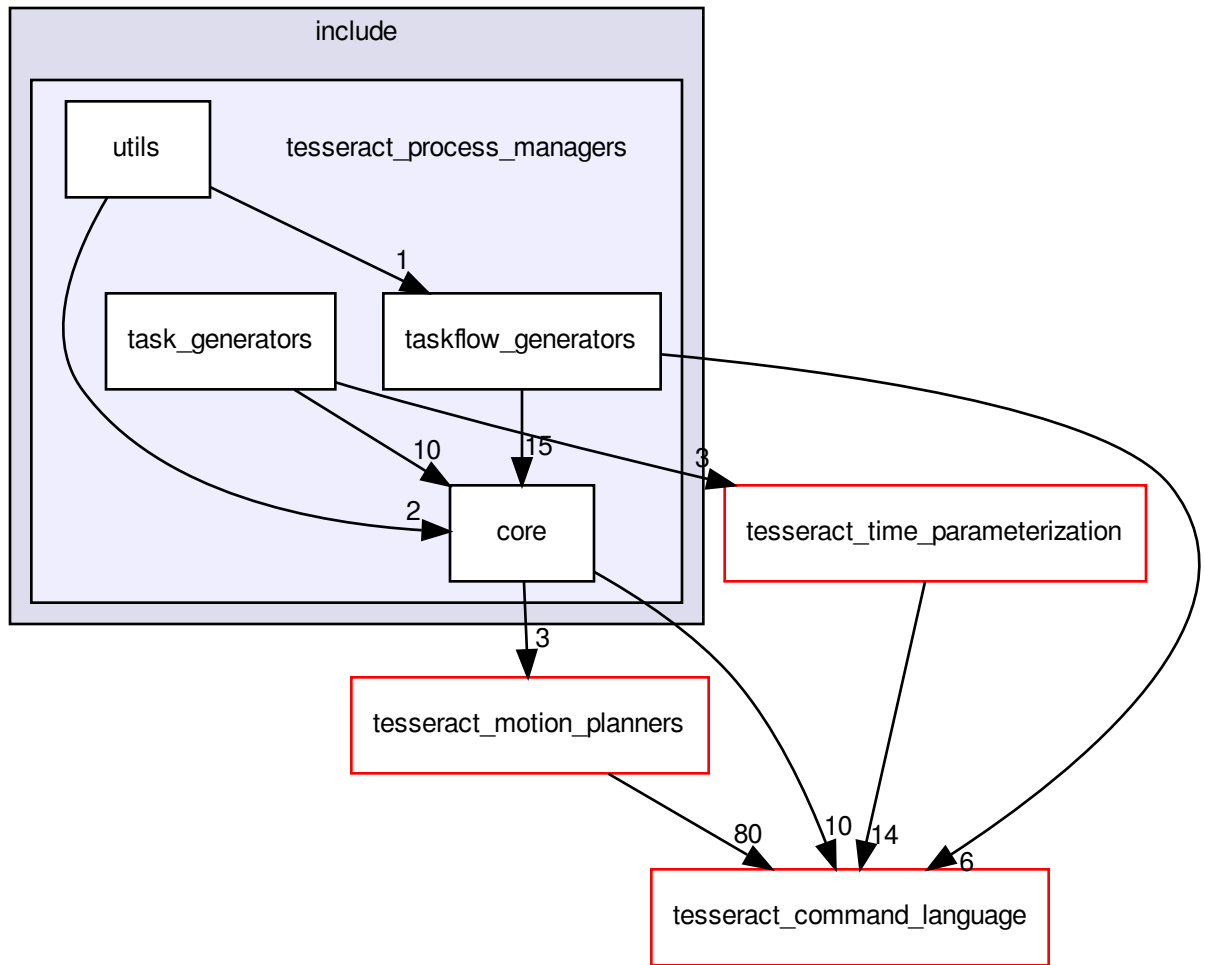 include
utils
tesseract_process_managers
1
task_generators
taskflow_generators
10
15
3
2
core
tesseract_time_parameterization
3
tesseract_motion_planners
80
10
14
6
tesseract_command_language